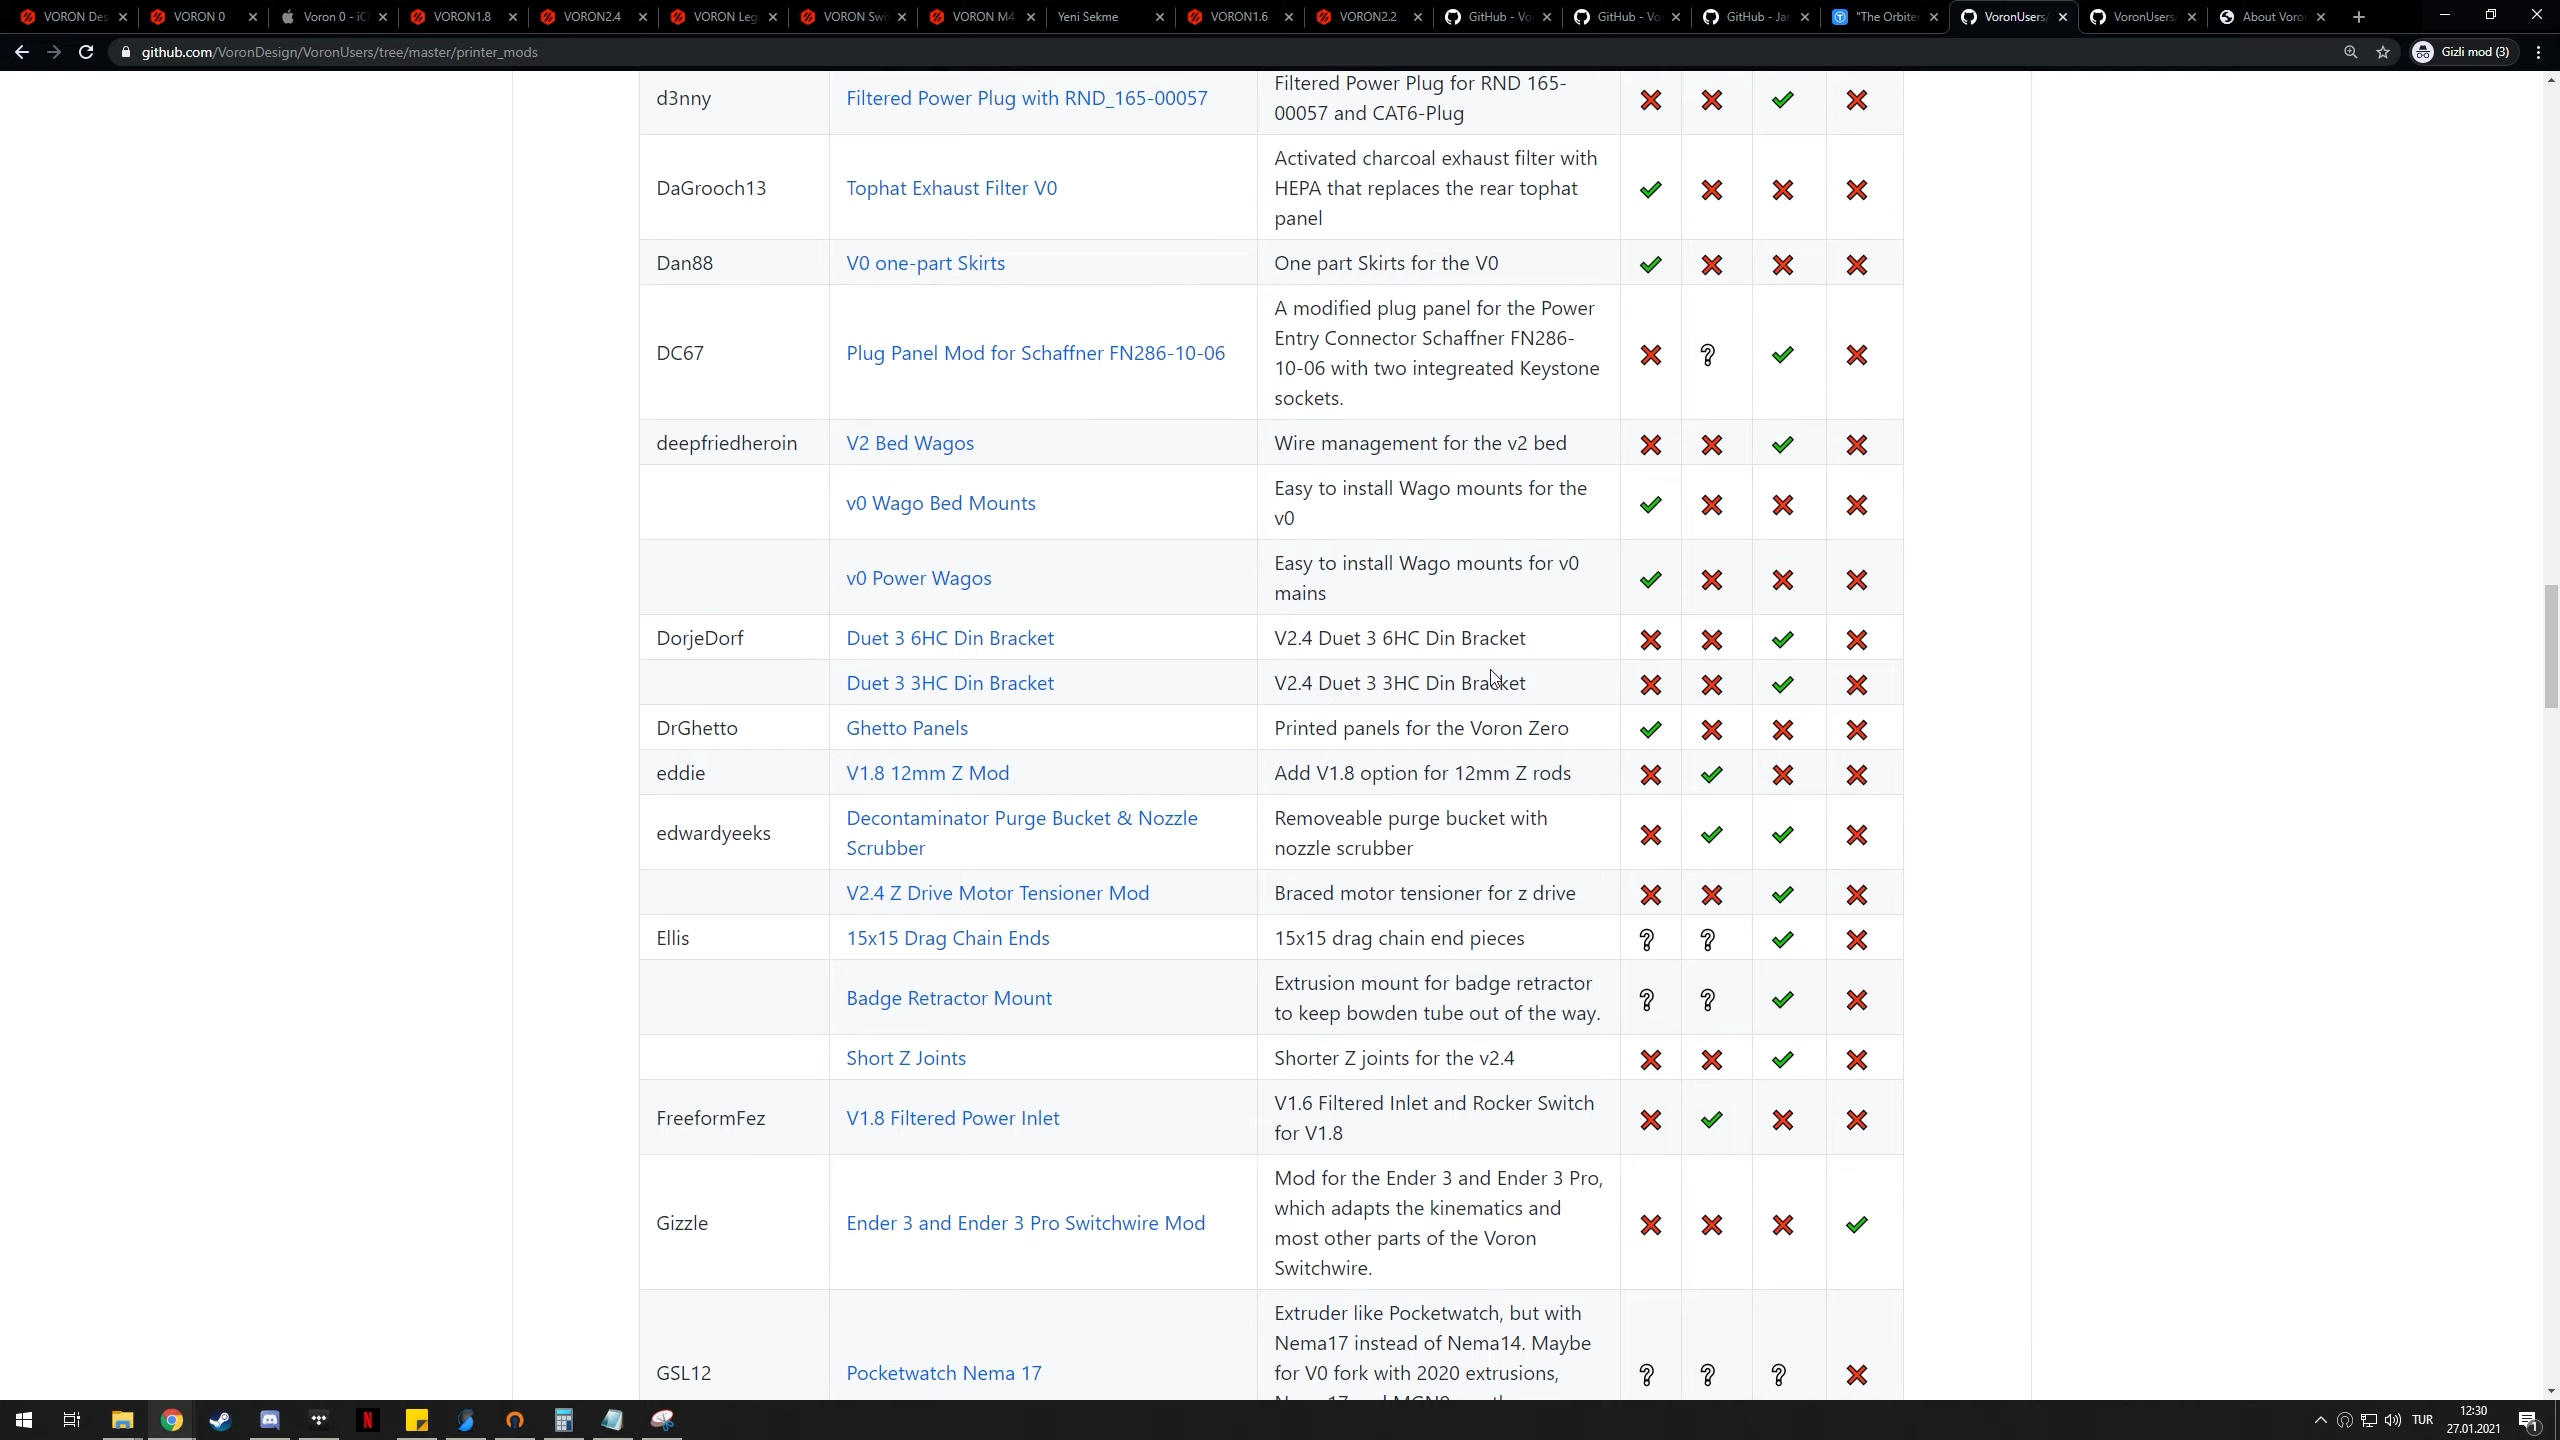 VORON Des
VORON 0
Voron 0 - iC
VORON1.8
VORON2.4
VORON Leg
VORON Swi
VORON M4
Yeni Sekme
VORON1.6
VORON2.2
GitHub - Vo
GitHub - Vo
GitHub - Jar
"The Orbite
VoronUsers/
VoronUsers/
About Voro
github.com/VoronDesign/VoronUsers/tree/master/printer_mods
Gizli mod (3)
d3nny
Filtered Power Plug with RND_165-00057
Filtered Power Plug for RND 165-
00057 and CAT6-Plug
DaGrooch13
Tophat Exhaust Filter V0
Activated charcoal exhaust filter with
HEPA that replaces the rear tophat
panel
Dan88
V0 one-part Skirts
One part Skirts for the V0
DC67
Plug Panel Mod for Schaffner FN286-10-06
A modified plug panel for the Power
Entry Connector Schaffner FN286-
10-06 with two integreated Keystone
sockets.
deepfriedheroin
V2 Bed Wagos
Wire management for the v2 bed
v0 Wago Bed Mounts
Easy to install Wago mounts for the
v0
v0 Power Wagos
Easy to install Wago mounts for v0
mains
DorjeDorf
Duet 3 6HC Din Bracket
V2.4 Duet 3 6HC Din Bracket
Duet 3 3HC Din Bracket
V2.4 Duet 3 3HC Din Bracket
DrGhetto
Ghetto Panels
Printed panels for the Voron Zero
eddie
V1.8 12mm Z Mod
Add V1.8 option for 12mm Z rods
edwardyeeks
Decontaminator Purge Bucket & Nozzle
Scrubber
Removeable purge bucket with
nozzle scrubber
V2.4 Z Drive Motor Tensioner Mod
Braced motor tensioner for z drive
Ellis
15x15 Drag Chain Ends
15x15 drag chain end pieces
Badge Retractor Mount
Extrusion mount for badge retractor
to keep bowden tube out of the way.
Short Z Joints
Shorter Z joints for the v2.4
FreeformFez
V1.8 Filtered Power Inlet
V1.6 Filtered Inlet and Rocker Switch
for V1.8
Gizzle
Ender 3 and Ender 3 Pro Switchwire Mod
Mod for the Ender 3 and Ender 3 Pro,
which adapts the kinematics and
most other parts of the Voron
Switchwire.
GSL12
Pocketwatch Nema 17
Extruder like Pocketwatch, but with
Nema17 instead of Nema14. Maybe
for V0 fork with 2020 extrusions,
TUR
12:30
27.01.2021